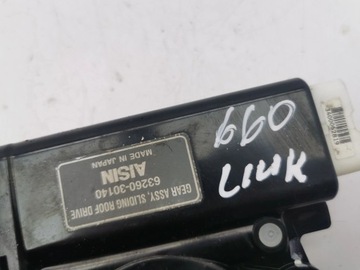 GEAR ASSY, SLIDING ROOF DRIVE
63260-30140
AISIN
MADE IN JAPAN
660
LINK